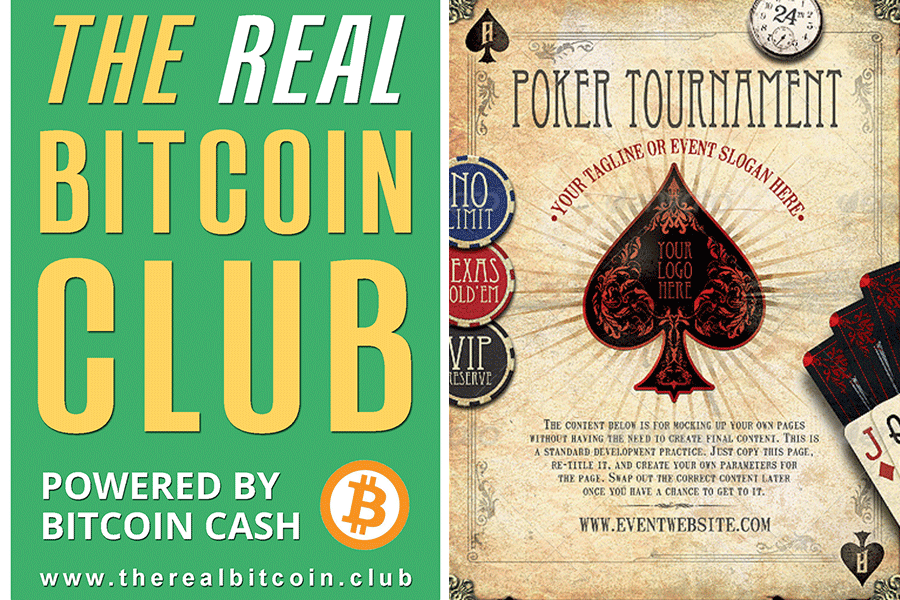 THE REAL
BITCOIN
CLUB
POWERED BY
BITCOIN CASH
www.therealbitcoin.club
A
24H
POKER TOURNAMENT
•YOUR TAGLINE OR EVENT SLOGAN HERE•
NO
LIMIT
TEXAS
HOLD'EM
VIP
RESERVE
YOUR
LOGO
HERE
J
Q
THE CONTENT BELOW IS FOR MOCKING UP YOUR OWN PAGES
WITHOUT HAVING THE NEED TO CREATE FINAL CONTENT. THIS IS
A STANDARD DEVELOPMENT PRACTICE. JUST COPY THIS PAGE,
RE-TITLE IT, AND CREATE YOUR OWN PARAMETERS FOR
THE PAGE. SWAP OUT THE CORRECT CONTENT LATER
ONCE YOU HAVE A CHANCE TO GET TO IT.
WWW.EVENTWEBSITE.COM
A